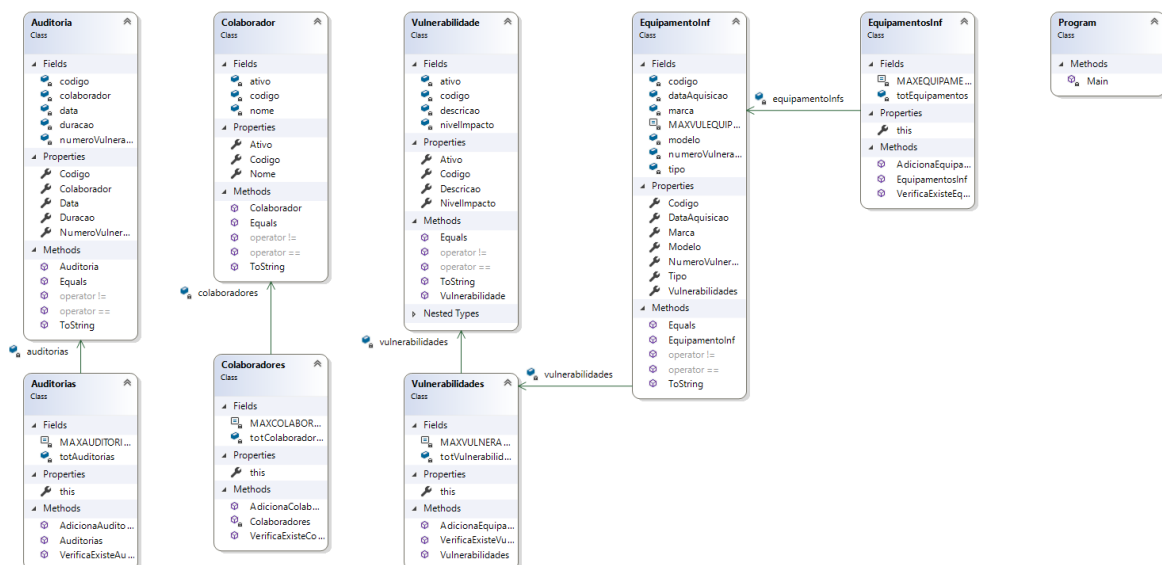 Auditoria
Class
Fields
codigo
colaborador
data
duracao
numeroVulnera...
Properties
Codigo
Colaborador
Data
Duracao
NumeroVulner...
Methods
Auditoria
Equals
operator !=
operator ==
ToString
auditorias
Auditorias
Class
Fields
MAXAUDITORI...
totAuditorias
Properties
this
Methods
AdicionaAudito...
Auditorias
VerificaExisteAu...
Colaborador
Class
Fields
ativo
codigo
nome
Properties
Ativo
Codigo
Nome
Methods
Colaborador
Equals
operator !=
operator ==
ToString
colaboradores
Colaboradores
Class
Fields
MAXCOLABOR...
totColaborador...
Properties
this
Methods
AdicionaColab...
Colaboradores
VerificaExisteCo...
Vulnerabilidade
Class
Fields
ativo
codigo
descricao
nivelImpacto
Properties
Ativo
Codigo
Descricao
NivelImpacto
Methods
Equals
operator !=
operator ==
ToString
Vulnerabilidade
Nested Types
vulnerabilidades
Vulnerabilidades
Class
Fields
MAXVULNERA...
totVulnerabilid...
Properties
this
Methods
AdicionaEquipa...
VerificaExisteVu...
Vulnerabilidades
EquipamentoInf
Class
Fields
codigo
dataAquisicao
marca
MAXVULEQUIP...
modelo
numeroVulnera...
tipo
Properties
Codigo
DataAquisicao
Marca
Modelo
NumeroVulner...
Tipo
Vulnerabilidades
Methods
Equals
EquipamentoInf
operator !=
operator ==
ToString
vulnerabilidades
equipamentoInfs
EquipamentosInf
Class
Fields
MAXEQUIPAME...
totEquipamentos
Properties
this
Methods
AdicionaEquipa...
EquipamentosInf
VerificaExisteEq...
Program
Class
Methods
Main